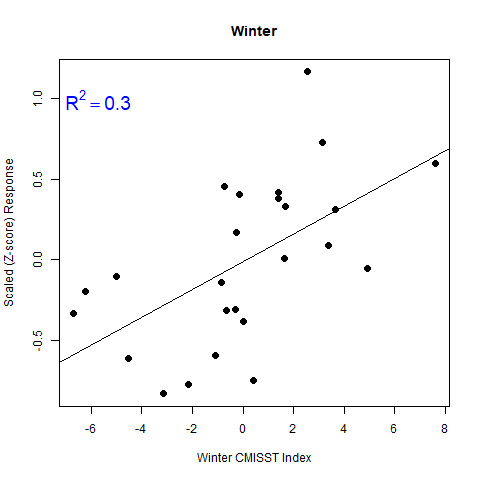 Winter
R² = 0.3
Scaled (Z-score) Response
1.0
0.5
0.0
-0.5
-6 -4 -2 0 2 4 6 8
Winter CMISST Index